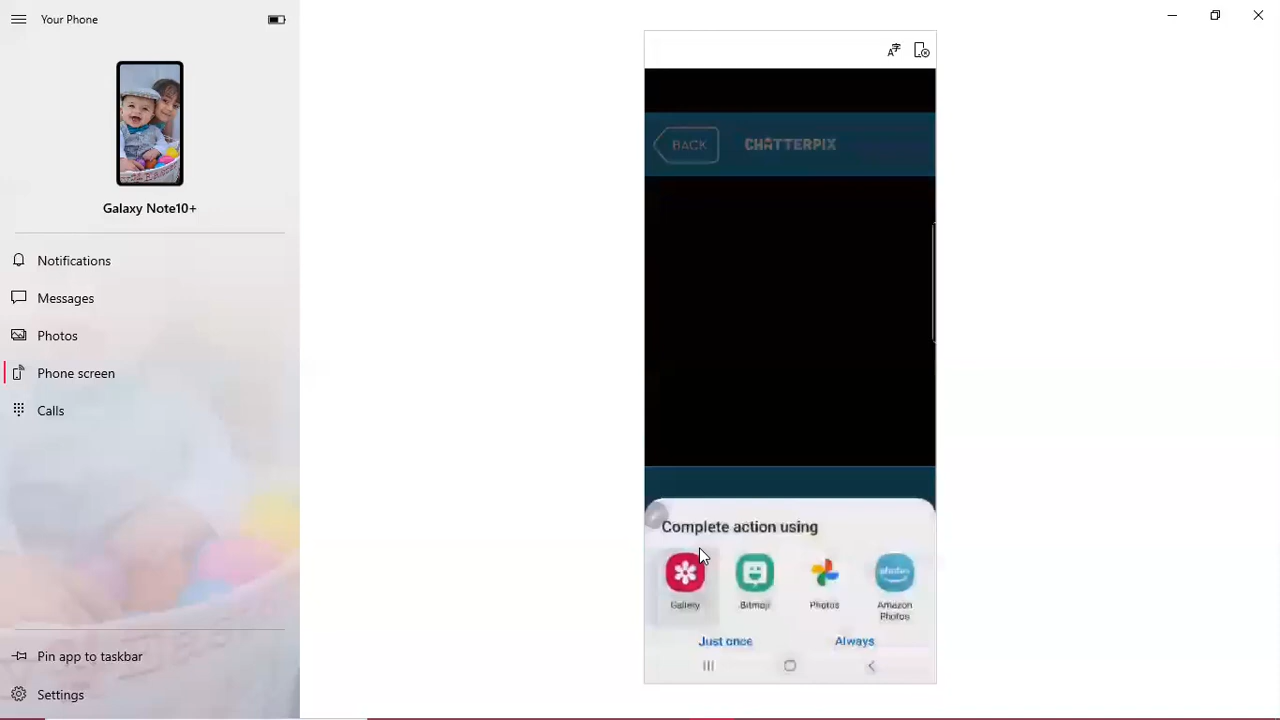 Your Phone
Galaxy Note10+
Notifications
Messages
Photos
Phone screen
Calls
Pin app to taskbar
Settings
BACK
CHATTERPIX
Complete action using
Gallery
Bitmoji
Photos
photos
Amazon
Photos
Just once
Always